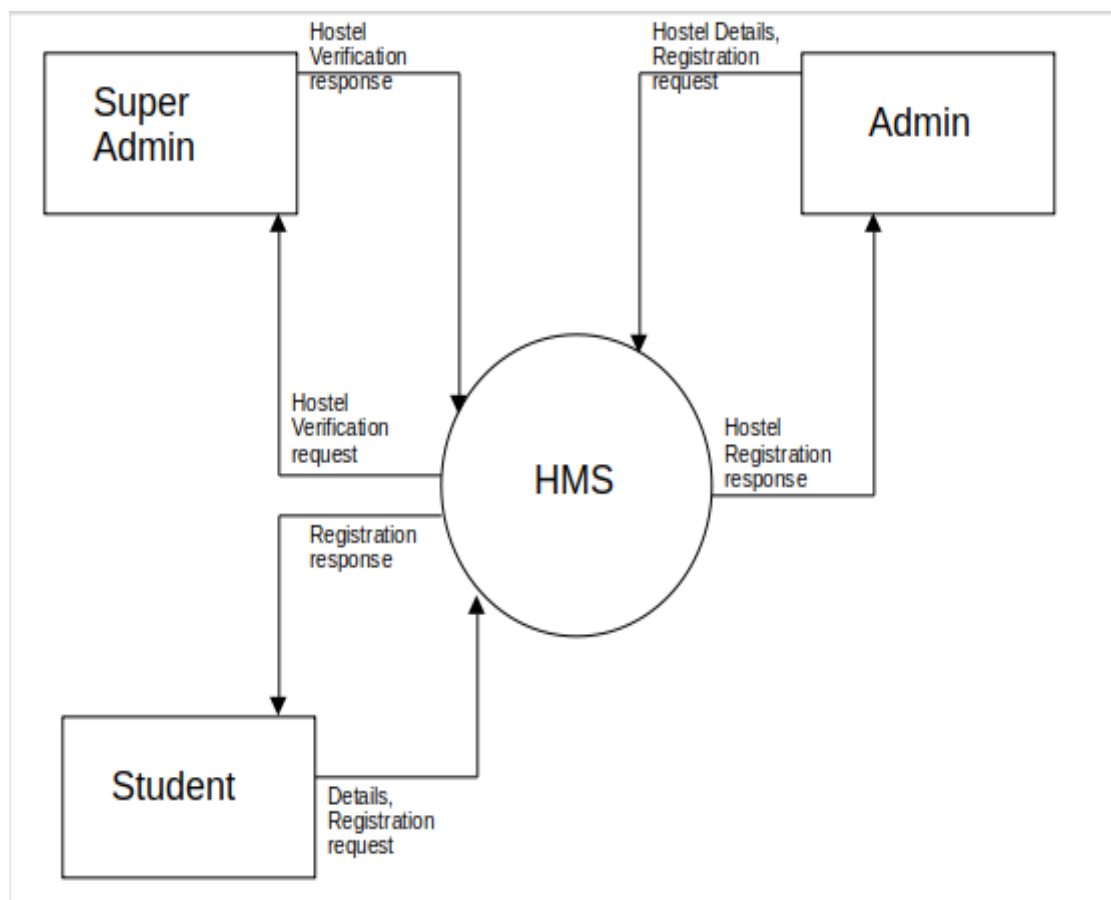 Hostel
Verification
response
Hostel Details,
Registration
request
Super
Admin
Admin
Hostel
Verification
request
HMS
Hostel
Registration
response
Registration
response
Student
Details,
Registration
request